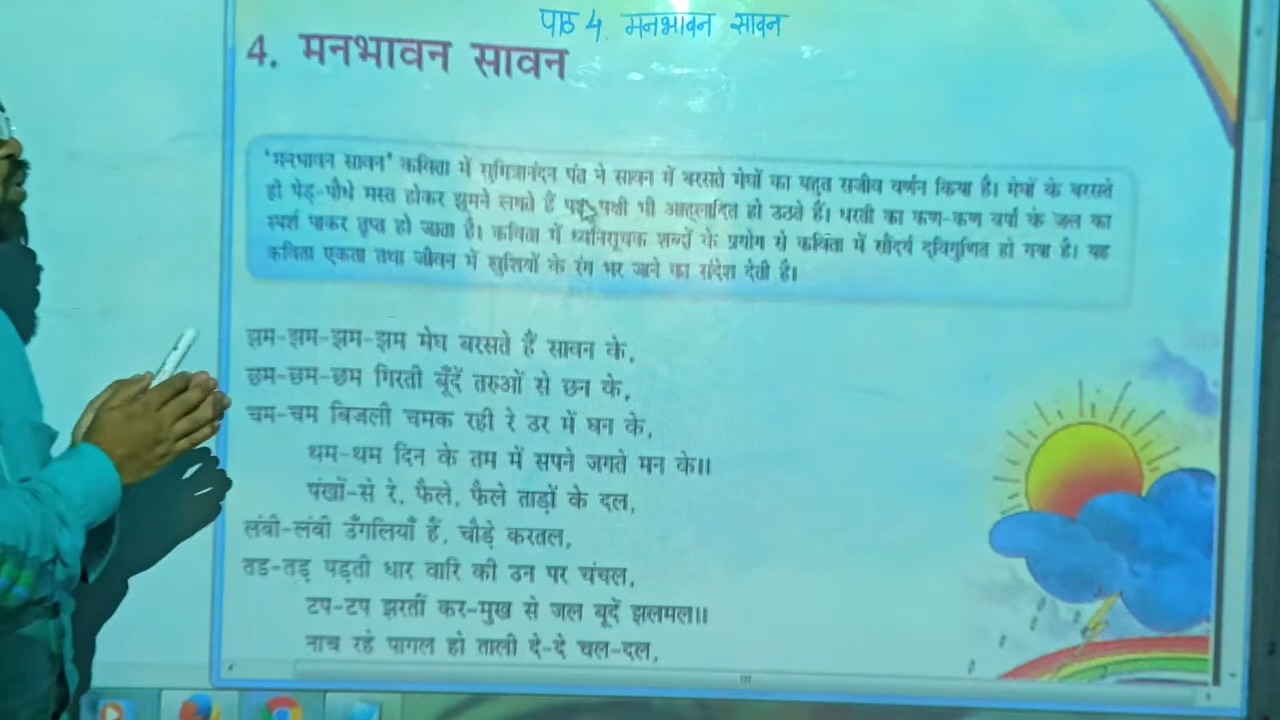 पाठ 4. मनभावन सावन
4. मनभावन सावन
'मनभावन सावन' कविता में सुमित्रानंदन पंत ने सावन में बरसते मेघों का बहुत सजीव वर्णन किया है। मेघों के बरसते
ही पेड़-पौधे मस्त होकर झूमने लगते हैं पशु-पक्षी भी आह्लादित हो उठते हैं। धरती का कण-कण वर्षा के जल का
स्पर्श पाकर तृप्त हो जाता है। कविता में ध्वनिसूचक शब्दों के प्रयोग से कविता में सौंदर्य द्विगुणित हो गया है। यह
कविता एकता तथा जीवन में खुशियों के रंग भर जाने का संदेश देती है।
झम-झम-झम-झम मेघ बरसते हैं सावन के,
छम-छम-छम गिरती बूँदें तरुओं से छन के,
चम-चम बिजली चमक रही रे उर में घन के,
थम-थम दिन के तम में सपने जगते मन के।।
पंखों-से रे, फैले, फैले ताड़ों के दल,
लंबी-लंबी उँगलियाँ हैं, चौड़े करतल,
तड़-तड़ पड़ती धार वारि की उन पर चंचल,
टप-टप झरतीं कर-मुख से जल बूँदें झलमल।।
नाच रहे पागल हो ताली दे-दे चल-दल,